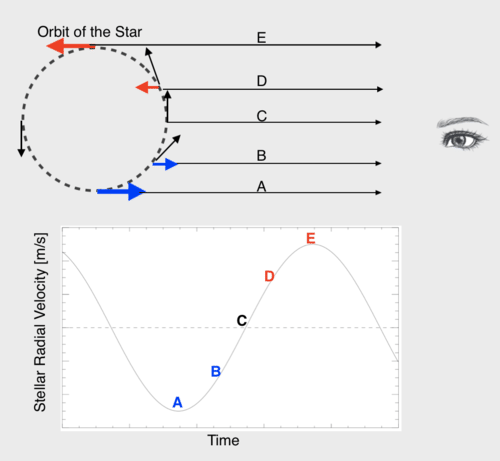 Orbit of the Star
E
D
C
B
A
Stellar Radial Velocity [m/s]
E
D
C
B
A
Time